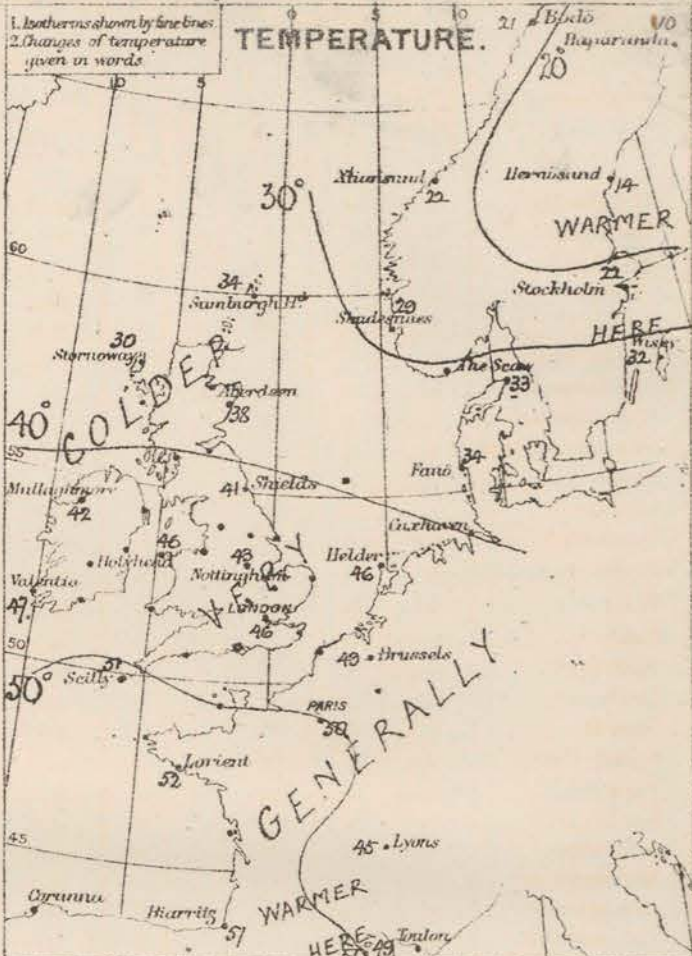 1. Isotherms shown by fine lines
2. Changes of temperature
given in words
TEMPERATURE.
10
5
0
5
10
21 Bodö
Haparanda
20°
Xtiansund
22
Hernösand
14
30°
WARMER
60
34
Sumburgh Hd.
22
Stockholm
29
Skudesnaes
HERE
Wisby
32
30
Stornoway
The Scaw
33
Aberdeen
38
COLDER
40°
55
Fanö
34
Mullaghmore
42
41 Shields
Cuxhaven
46
Holyhead
43
Nottingham
Helder
46
Valentia
47
VERY
LONDON
46
50
49 Brussels
51
Scilly
50°
PARIS
50
GENERALLY
Lorient
52
45
45 Lyons
Corunna
Biarritz
51
WARMER
HERE
49
Toulon